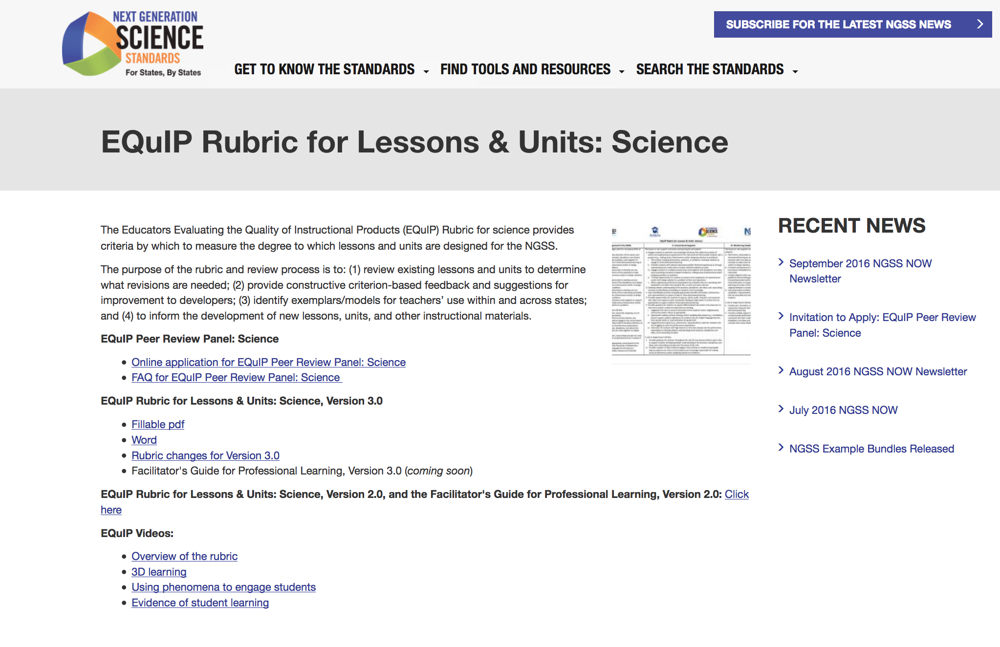 NEXT GENERATION
SCIENCE
STANDARDS
For States, By States
SUBSCRIBE FOR THE LATEST NGSS NEWS
GET TO KNOW THE STANDARDS
FIND TOOLS AND RESOURCES
SEARCH THE STANDARDS
EQuIP Rubric for Lessons & Units: Science
The Educators Evaluating the Quality of Instructional Products (EQuIP) Rubric for science provides
criteria by which to measure the degree to which lessons and units are designed for the NGSS.
The purpose of the rubric and review process is to: (1) review existing lessons and units to determine
what revisions are needed; (2) provide constructive criterion-based feedback and suggestions for
improvement to developers; (3) identify exemplars/models for teachers’ use within and across states;
and (4) to inform the development of new lessons, units, and other instructional materials.
EQuIP Peer Review Panel: Science
Online application for EQuIP Peer Review Panel: Science
FAQ for EQuIP Peer Review Panel: Science
EQuIP Rubric for Lessons & Units: Science, Version 3.0
Fillable pdf
Word
Rubric changes for Version 3.0
Facilitator's Guide for Professional Learning, Version 3.0 (coming soon)
EQuIP Rubric for Lessons & Units: Science, Version 2.0, and the Facilitator's Guide for Professional Learning, Version 2.0: Click
here
EQuIP Videos:
Overview of the rubric
3D learning
Using phenomena to engage students
Evidence of student learning
Achieve
SCIENCE
EQuIP Rubric for Lessons & Units: Science
RECENT NEWS
September 2016 NGSS NOW
Newsletter
Invitation to Apply: EQuIP Peer Review
Panel: Science
August 2016 NGSS NOW Newsletter
July 2016 NGSS NOW
NGSS Example Bundles Released